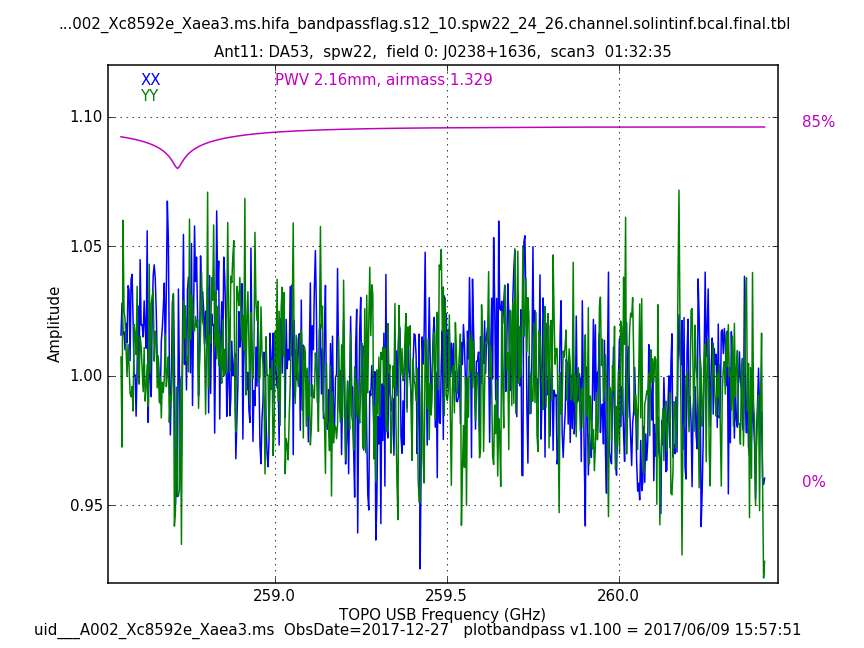 ...002_Xc8592e_Xaea3.ms.hifa_bandpassflag.s12_10.spw22_24_26.channel.solintinf.bcal.final.tbl
Ant11: DA53,  spw22,  field 0: J0238+1636,  scan3  01:32:35
XX
YY
PWV 2.16mm, airmass 1.329
85%
0%
1.10
1.05
1.00
0.95
Amplitude
259.0 259.5 260.0
TOPO USB Frequency (GHz)
uid___A002_Xc8592e_Xaea3.ms  ObsDate=2017-12-27   plotbandpass v1.100 = 2017/06/09 15:57:51